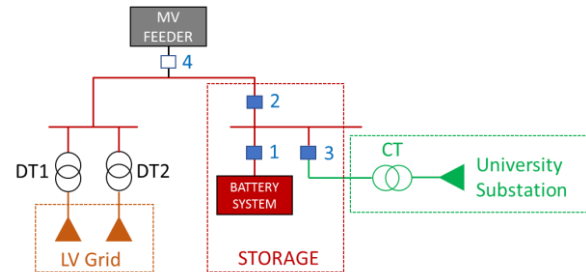 MV
FEEDER
4
2
DT1
DT2
1
3
CT
University
Substation
BATTERY
SYSTEM
LV Grid
STORAGE